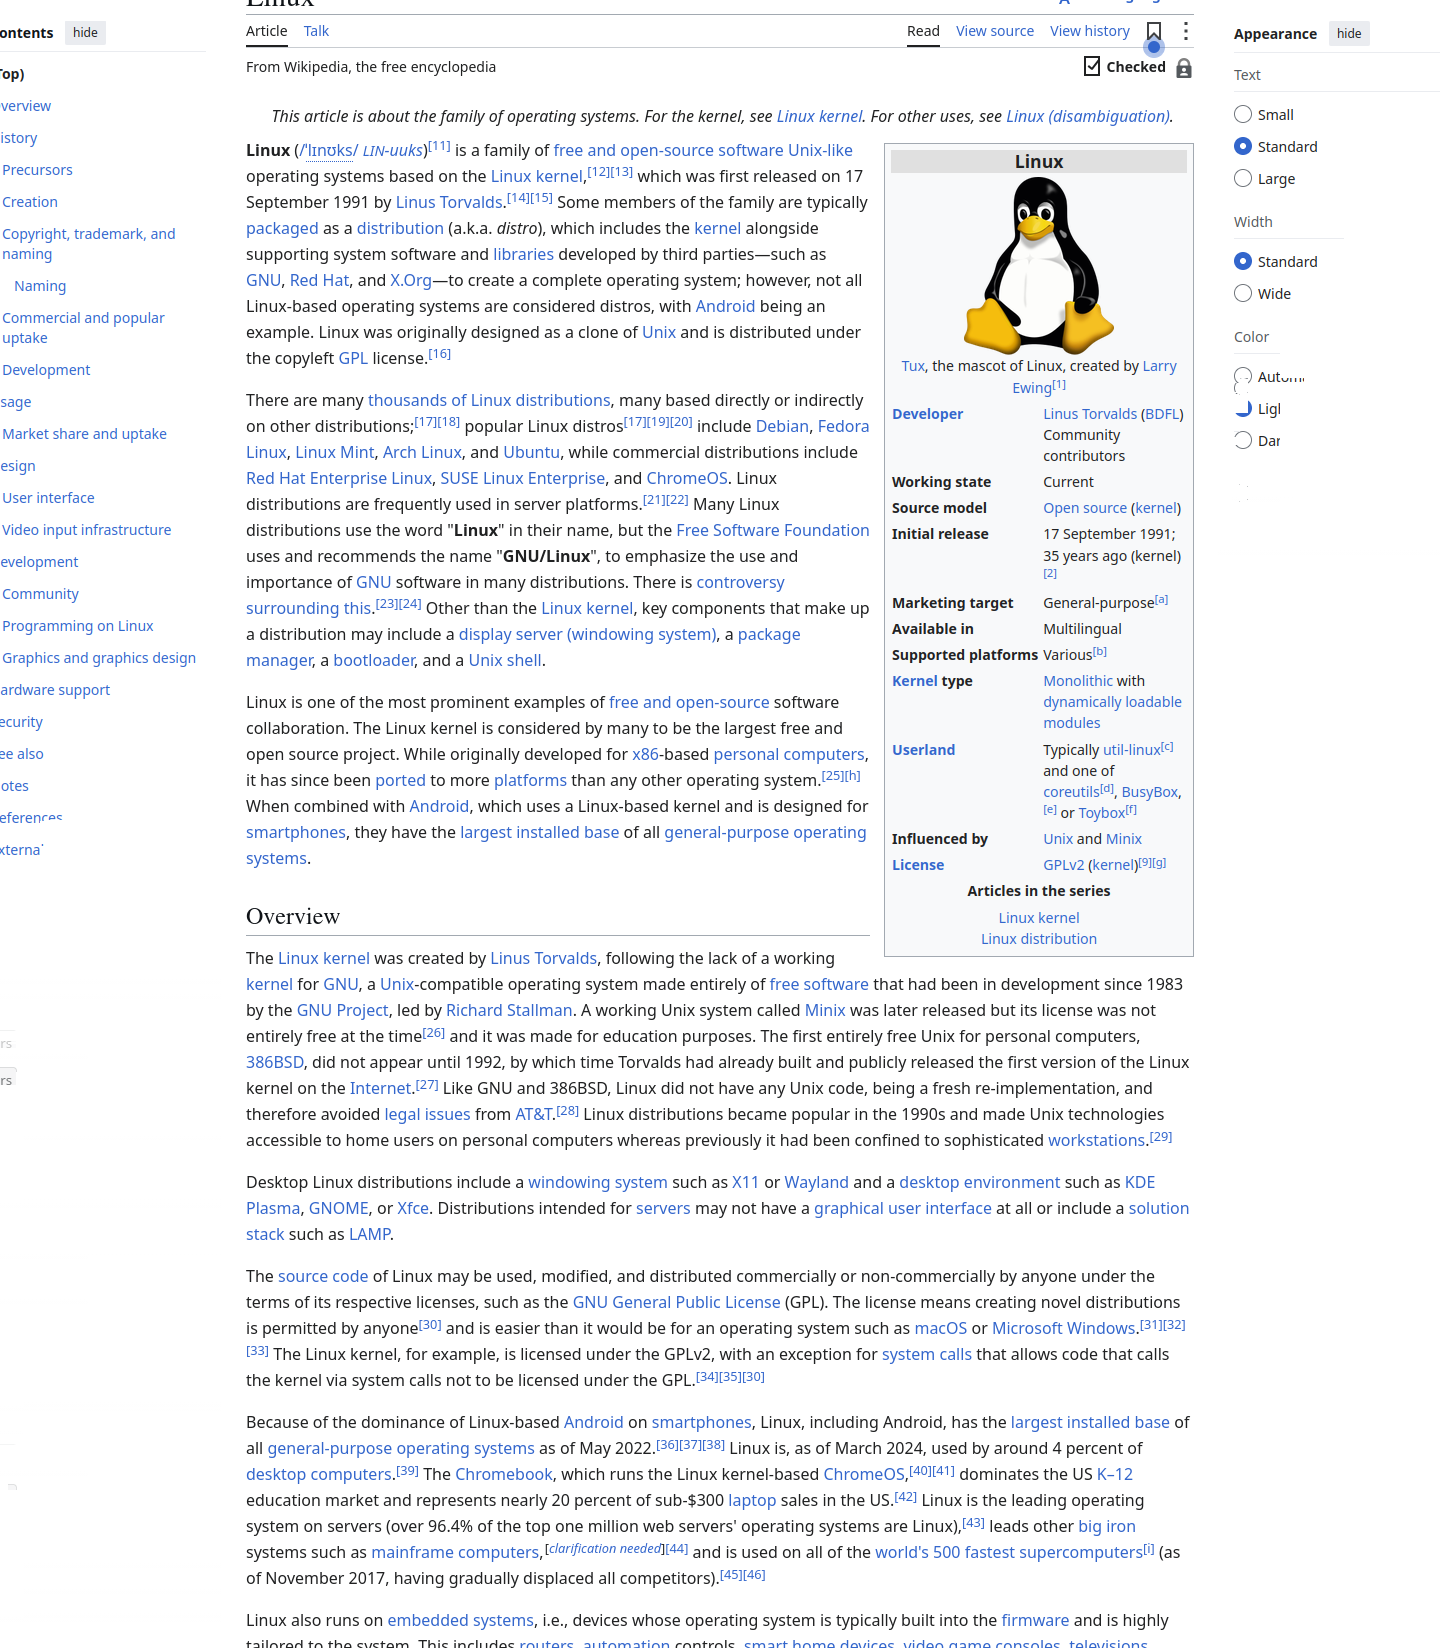 Contents hide
(Top)
Overview
History
Precursors
Creation
Copyright, trademark, and
naming
Naming
Commercial and popular
uptake
Development
Usage
Market share and uptake
Design
User interface
Video input infrastructure
Development
Community
Programming on Linux
Graphics and graphics design
Hardware support
Security
See also
Notes
References
External
rs
rs
Linux
Article Talk Read View source View history
From Wikipedia, the free encyclopedia Checked
This article is about the family of operating systems. For the kernel, see Linux kernel. For other uses, see Linux (disambiguation).
Linux (/ˈlɪnʊks/ LIN-uuks)[11] is a family of free and open-source software Unix-like
operating systems based on the Linux kernel,[12][13] which was first released on 17
September 1991 by Linus Torvalds.[14][15] Some members of the family are typically
packaged as a distribution (a.k.a. distro), which includes the kernel alongside
supporting system software and libraries developed by third parties—such as
GNU, Red Hat, and X.Org—to create a complete operating system; however, not all
Linux-based operating systems are considered distros, with Android being an
example. Linux was originally designed as a clone of Unix and is distributed under
the copyleft GPL license.[16]
There are many thousands of Linux distributions, many based directly or indirectly
on other distributions;[17][18] popular Linux distros[17][19][20] include Debian, Fedora
Linux, Linux Mint, Arch Linux, and Ubuntu, while commercial distributions include
Red Hat Enterprise Linux, SUSE Linux Enterprise, and ChromeOS. Linux
distributions are frequently used in server platforms.[21][22] Many Linux
distributions use the word "Linux" in their name, but the Free Software Foundation
uses and recommends the name "GNU/Linux", to emphasize the use and
importance of GNU software in many distributions. There is controversy
surrounding this.[23][24] Other than the Linux kernel, key components that make up
a distribution may include a display server (windowing system), a package
manager, a bootloader, and a Unix shell.
Linux is one of the most prominent examples of free and open-source software
collaboration. The Linux kernel is considered by many to be the largest free and
open source project. While originally developed for x86-based personal computers,
it has since been ported to more platforms than any other operating system.[25][h]
When combined with Android, which uses a Linux-based kernel and is designed for
smartphones, they have the largest installed base of all general-purpose operating
systems.
Linux
Tux, the mascot of Linux, created by Larry
Ewing[1]
Developer Linus Torvalds (BDFL)
Community
contributors
Working state Current
Source model Open source (kernel)
Initial release 17 September 1991;
35 years ago (kernel)
[2]
Marketing target General-purpose[a]
Available in Multilingual
Supported platforms Various[b]
Kernel type Monolithic with
dynamically loadable
modules
Userland Typically util-linux[c]
and one of
coreutils[d], BusyBox,
[e] or Toybox[f]
Influenced by Unix and Minix
License GPLv2 (kernel)[9][g]
Articles in the series
Linux kernel
Linux distribution
Overview
The Linux kernel was created by Linus Torvalds, following the lack of a working
kernel for GNU, a Unix-compatible operating system made entirely of free software that had been in development since 1983
by the GNU Project, led by Richard Stallman. A working Unix system called Minix was later released but its license was not
entirely free at the time[26] and it was made for education purposes. The first entirely free Unix for personal computers,
386BSD, did not appear until 1992, by which time Torvalds had already built and publicly released the first version of the Linux
kernel on the Internet.[27] Like GNU and 386BSD, Linux did not have any Unix code, being a fresh re-implementation, and
therefore avoided legal issues from AT&T.[28] Linux distributions became popular in the 1990s and made Unix technologies
accessible to home users on personal computers whereas previously it had been confined to sophisticated workstations.[29]
Desktop Linux distributions include a windowing system such as X11 or Wayland and a desktop environment such as KDE
Plasma, GNOME, or Xfce. Distributions intended for servers may not have a graphical user interface at all or include a solution
stack such as LAMP.
The source code of Linux may be used, modified, and distributed commercially or non-commercially by anyone under the
terms of its respective licenses, such as the GNU General Public License (GPL). The license means creating novel distributions
is permitted by anyone[30] and is easier than it would be for an operating system such as macOS or Microsoft Windows.[31][32]
[33] The Linux kernel, for example, is licensed under the GPLv2, with an exception for system calls that allows code that calls
the kernel via system calls not to be licensed under the GPL.[34][35][30]
Because of the dominance of Linux-based Android on smartphones, Linux, including Android, has the largest installed base of
all general-purpose operating systems as of May 2022.[36][37][38] Linux is, as of March 2024, used by around 4 percent of
desktop computers.[39] The Chromebook, which runs the Linux kernel-based ChromeOS,[40][41] dominates the US K–12
education market and represents nearly 20 percent of sub-$300 laptop sales in the US.[42] Linux is the leading operating
system on servers (over 96.4% of the top one million web servers' operating systems are Linux),[43] leads other big iron
systems such as mainframe computers,[clarification needed][44] and is used on all of the world's 500 fastest supercomputers[i] (as
of November 2017, having gradually displaced all competitors).[45][46]
Linux also runs on embedded systems, i.e., devices whose operating system is typically built into the firmware and is highly
tailored to the system. This includes routers, automation controls, smart home devices, video game consoles, televisions
Appearance hide
Text
Small
Standard
Large
Width
Standard
Wide
Color
Autom
Ligl
Dar